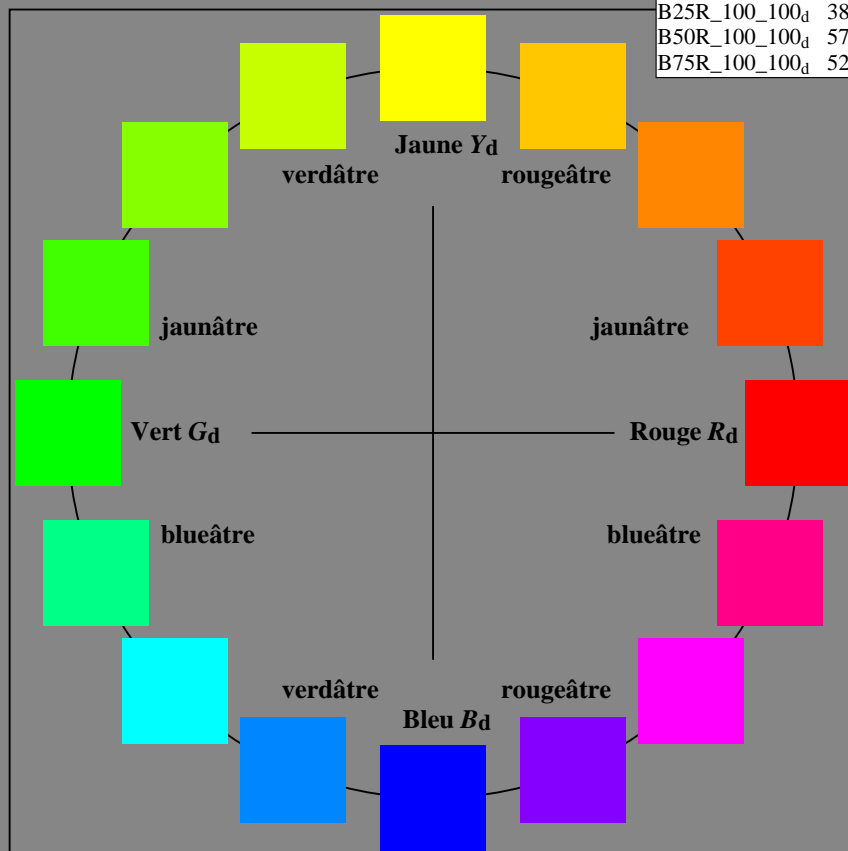 B25R_100_100d 38
B50R_100_100d 57
B75R_100_100d 52
Jaune Yd
verdâtre rougeâtre
jaunâtre jaunâtre
Vert Gd Rouge Rd
blueâtre blueâtre
verdâtre rougeâtre
Bleu Bd